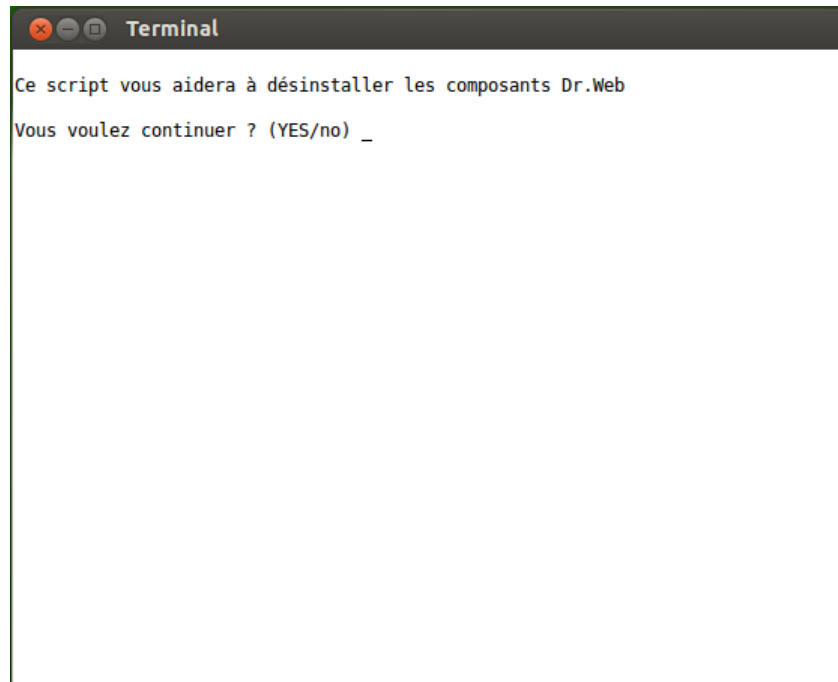 Terminal
Ce script vous aidera à désinstaller les composants Dr.Web
Vous voulez continuer ? (YES/no) _